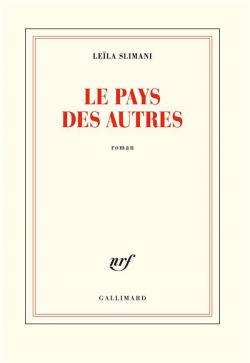 LEÏLA SLIMANI
LE PAYS
DES AUTRES
roman
nrf
GALLIMARD